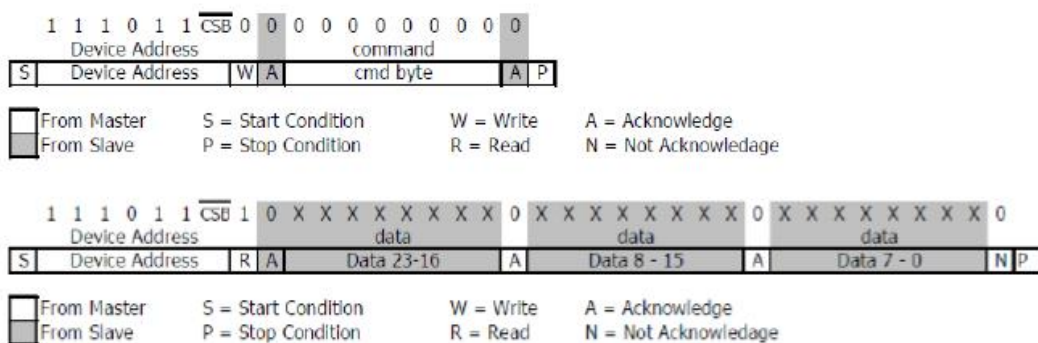 1 1 1 0 1 1 CSB 0 0 0 0 0 0 0 0 0 0 0
Device Address command
S Device Address W A cmd byte A P
From Master S = Start Condition W = Write A = Acknowledge
From Slave P = Stop Condition R = Read N = Not Acknowledage
1 1 1 0 1 1 CSB 1 0 X X X X X X X X 0 X X X X X X X X 0 X X X X X X X X 0
Device Address data data data
S Device Address R A Data 23-16 A Data 8 - 15 A Data 7 - 0 N P
From Master S = Start Condition W = Write A = Acknowledge
From Slave P = Stop Condition R = Read N = Not Acknowledage